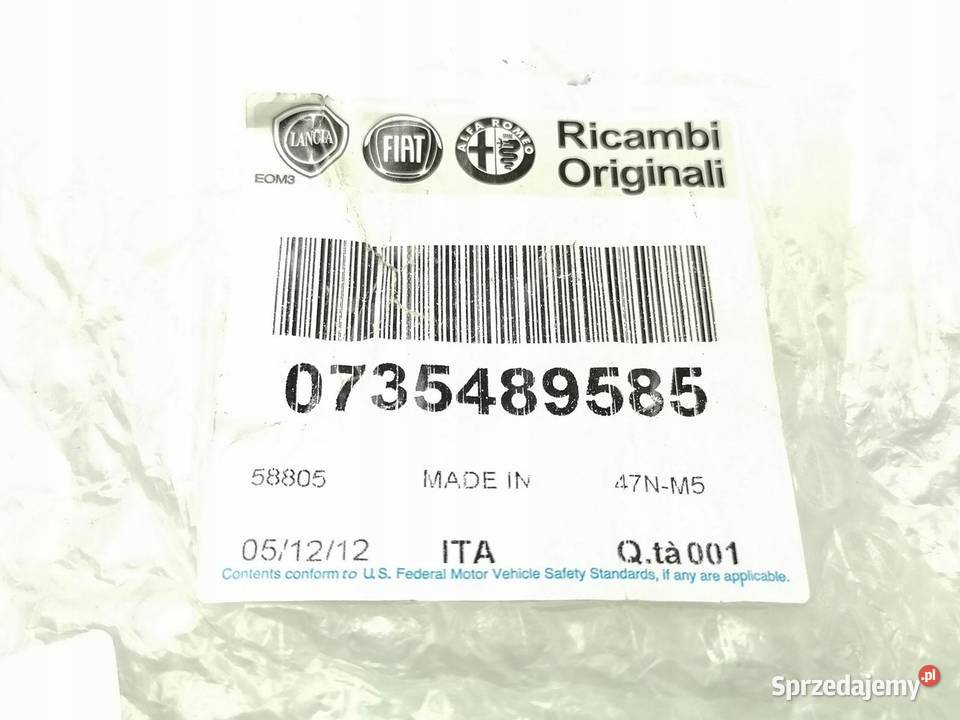 LANCIA FIAT ALFA ROMEO Ricambi
Originali
EOM3
0735489585
58805 MADE IN 47N-M5
05/12/12 ITA Q.tà 001
Contents conform to U.S. Federal Motor Vehicle Safety Standards, if any are applicable.
Sprzedajemy.pl